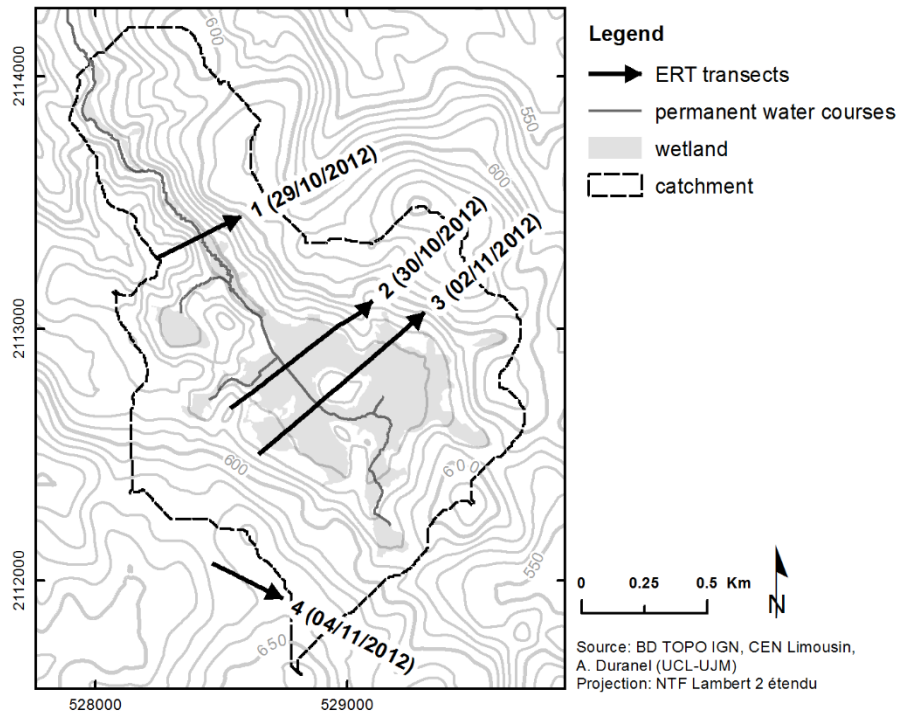 600
2114000
550
600
1 (29/10/2012)
2 (30/10/2012)
3 (02/11/2012)
2113000
600
600
2112000
550
4 (04/11/2012)
650
528000
529000
Legend
ERT transects
permanent water courses
wetland
catchment
0 0.25 0.5 Km
N
Source: BD TOPO IGN, CEN Limousin,
A. Duranel (UCL-UJM)
Projection: NTF Lambert 2 étendu